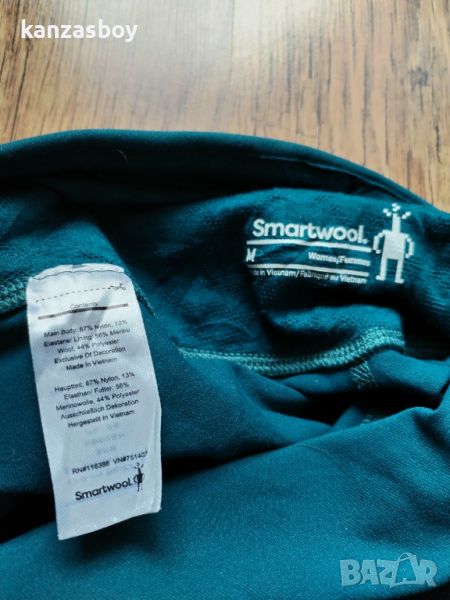 kanzasboy
Smartwool.
M Women/Femmes
Made in Vietnam/Fabriqué au Vietnam
Contents:
Main Body: 87% Nylon, 13%
Elastane/ Lining: 56% Merino
Wool, 44% Polyester
Exclusive Of Decoration
Made In Vietnam
Hauptteil: 87% Nylon, 13%
Elasthan/ Futter: 56%
Merinowolle, 44% Polyester
Ausschließlich Dekoration
Hergestellt In Vietnam
RN#116386 VN#75140
Smartwool.
BAZAR